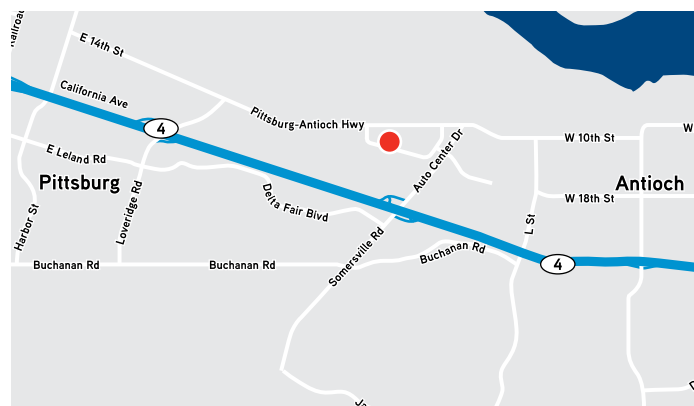 Railroad
E 14th St
California Ave
4
Pittsburg-Antioch Hwy
W 10th St
W
E Leland Rd
Auto Center Dr
Pittsburg
Antioch
Delta Fair Blvd
W 18th St
Harbor St
Loveridge Rd
L St
Somersville Rd
Buchanan Rd
Buchanan Rd
Buchanan Rd
4